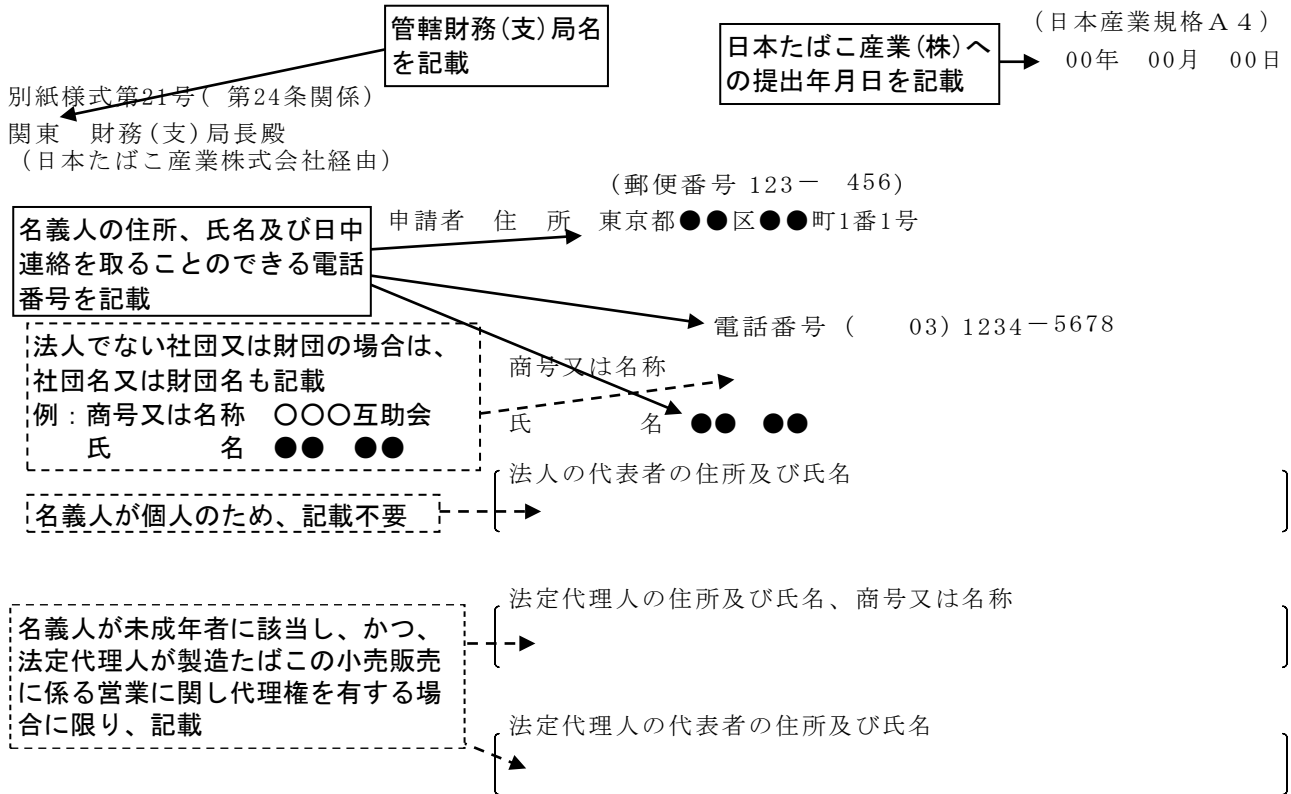 (日本産業規格Ａ４)
管轄財務(支)局名
を記載
日本たばこ産業(株)へ
の提出年月日を記載
00年　00月　00日
別紙様式第21号( 第24条関係)
関東　財務(支)局長殿
(日本たばこ産業株式会社経由)
(郵便番号 123－　456)
名義人の住所、氏名及び日中
連絡を取ることのできる電話
番号を記載
申請者　住　所　東京都●●区●●町1番1号
電話番号 (　　03) 1234－5678
法人でない社団又は財団の場合は、
社団名又は財団名も記載
例：商号又は名称　〇〇〇互助会
氏　　　　名　●●　●●
商号又は名称
氏　　　　名　●●　●●
法人の代表者の住所及び氏名
名義人が個人のため、記載不要
法定代理人の住所及び氏名、商号又は名称
名義人が未成年者に該当し、かつ、
法定代理人が製造たばこの小売販売
に係る営業に関し代理権を有する場
合に限り、記載
法定代理人の代表者の住所及び氏名